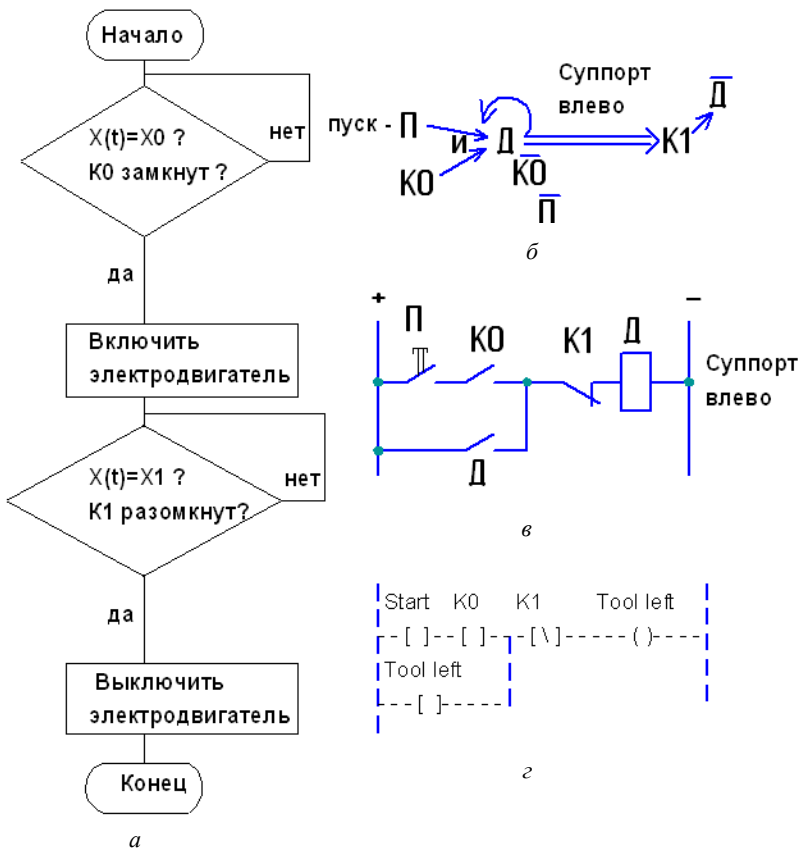 Начало
X(t)=X0 ?
К0 замкнут ?
нет
да
Включить
электродвигатель
X(t)=X1 ?
К1 разомкнут?
нет
да
Выключить
электродвигатель
Конец
а
Суппорт
влево
Д
пуск - П
и
Д
К1
К0
К0
П
б
+
–
П
К0
К1
Д
Суппорт
влево
Д
в
Start K0 K1 Tool left
--[ ]--[ ]---[\]-----( )----
Tool left
---[ ]-----
г